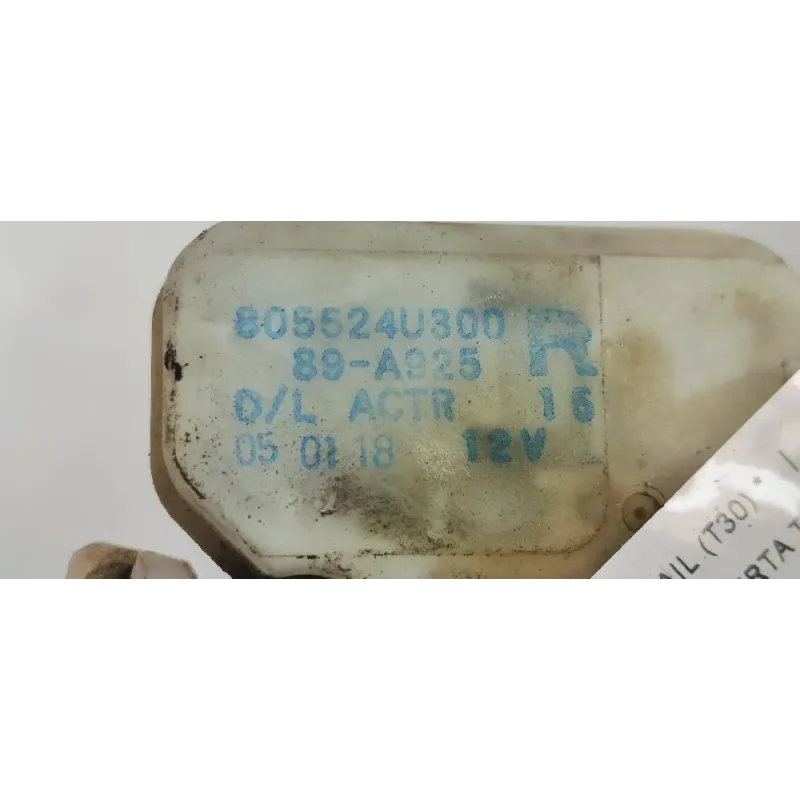 805524U300
89-A925 R
D/L ACTR 16
05 01 18 12V
AIL (T30)*
RTA T